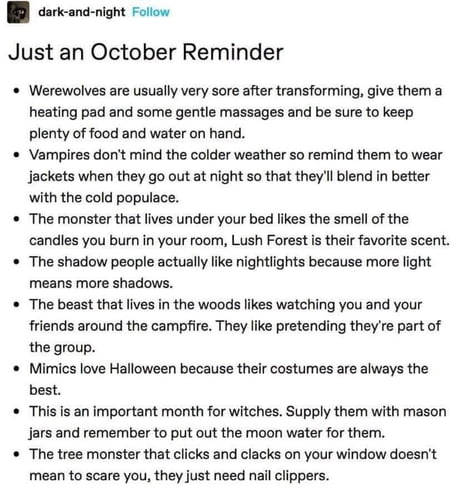 dark-and-night Follow
Just an October Reminder
• Werewolves are usually very sore after transforming, give them a
heating pad and some gentle massages and be sure to keep
plenty of food and water on hand.
• Vampires don't mind the colder weather so remind them to wear
jackets when they go out at night so that they'll blend in better
with the cold populace.
• The monster that lives under your bed likes the smell of the
candles you burn in your room, Lush Forest is their favorite scent.
• The shadow people actually like nightlights because more light
means more shadows.
• The beast that lives in the woods likes watching you and your
friends around the campfire. They like pretending they're part of
the group.
• Mimics love Halloween because their costumes are always the
best.
• This is an important month for witches. Supply them with mason
jars and remember to put out the moon water for them.
• The tree monster that clicks and clacks on your window doesn't
mean to scare you, they just need nail clippers.